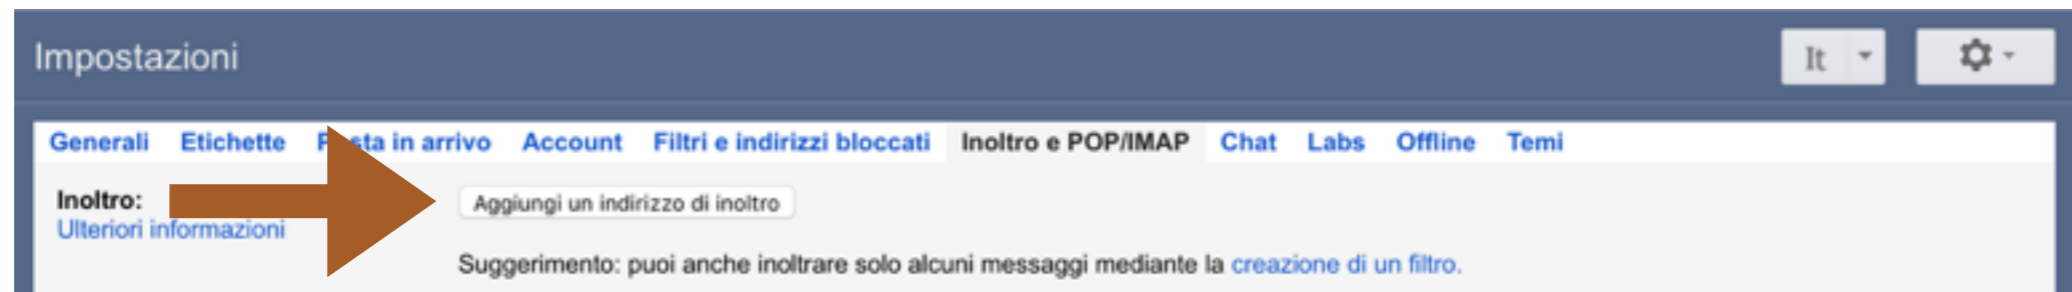 Impostazioni
It
Generali Etichette Posta in arrivo Account Filtri e indirizzi bloccati Inoltro e POP/IMAP Chat Labs Offline Temi
Inoltro:
Aggiungi un indirizzo di inoltro
Ulteriori informazioni
Suggerimento: puoi anche inoltrare solo alcuni messaggi mediante la creazione di un filtro.